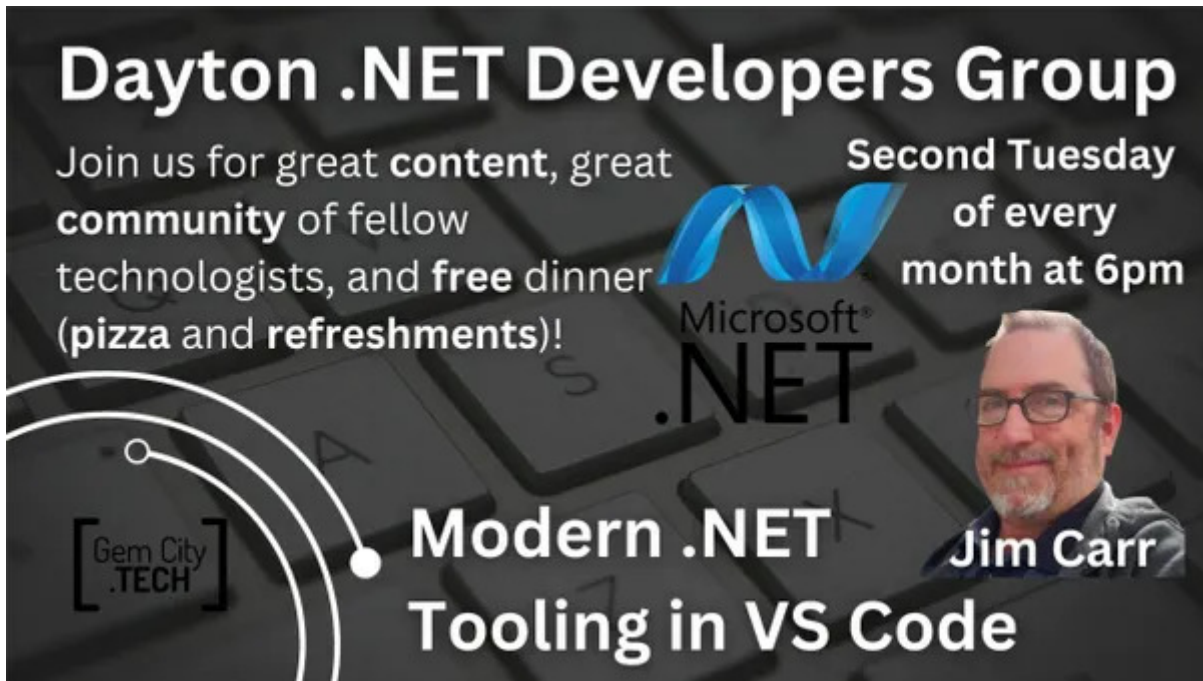 Dayton .NET Developers Group
Join us for great content, great
community of fellow
technologists, and free dinner
(pizza and refreshments)!
Second Tuesday
of every
month at 6pm
Microsoft®
.NET
Jim Carr
Gem City
.TECH
Modern .NET
Tooling in VS Code
Q
S
A
X
Z